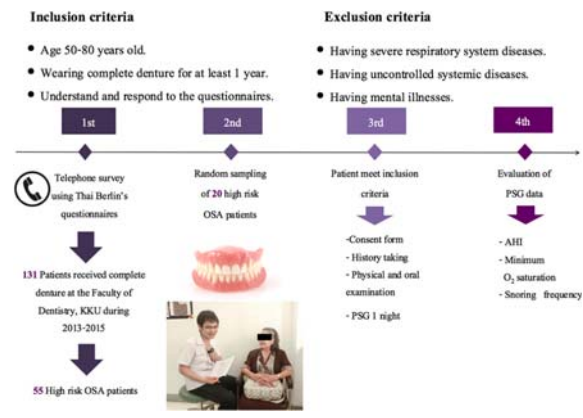 Inclusion criteria
• Age 50-80 years old.
• Wearing complete denture for at least 1 year.
• Understand and respond to the questionnaires.
Exclusion criteria
• Having severe respiratory system diseases.
• Having uncontrolled systemic diseases.
• Having mental illnesses.
1st
2nd
3rd
4th
Telephone survey
using Thai Berlin's
questionnaires
131 Patients received complete
denture at the Faculty of
Dentistry, KKU during
2013-2015
55 High risk OSA patients
Random sampling
of 20 high risk
OSA patients
Patient meet inclusion
criteria
-Consent form
- History taking
- Physical and oral
examination
- PSG 1 night
Evaluation of
PSG data
- AHI
- Minimum
O₂ saturation
- Snoring frequency